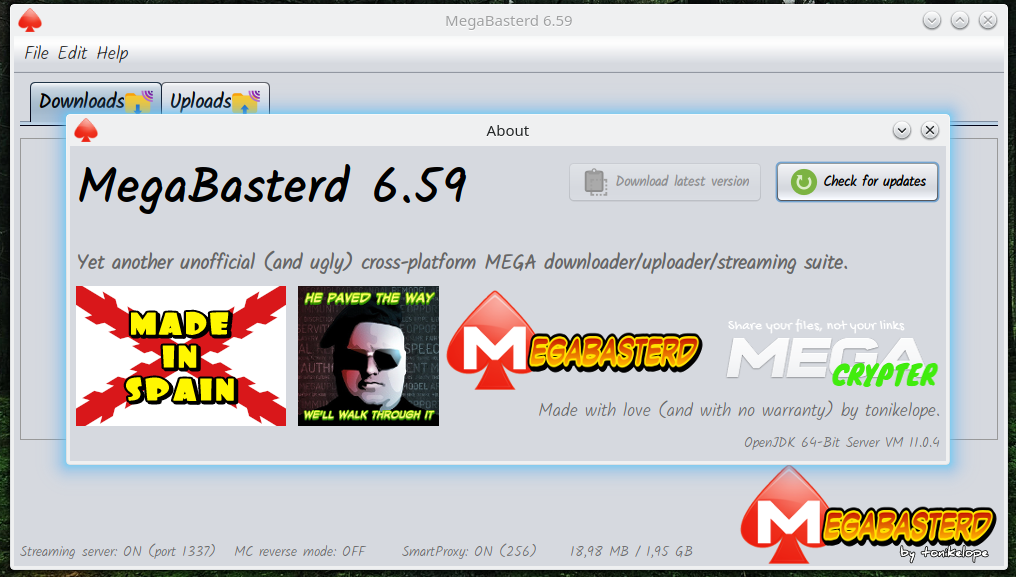 MegaBasterd 6.59
File Edit Help
Downloads Uploads
About
MegaBasterd 6.59
Download latest version
Check for updates
Yet another unofficial (and ugly) cross-platform MEGA downloader/uploader/streaming suite.
MADE
IN
SPAIN
HE PAVED THE WAY
WE'LL WALK THROUGH IT
MEGABASTERD
Share your files, not your links
MEGA
CRYPTER
Made with love (and with no warranty) by tonikelope.
OpenJDK 64-Bit Server VM 11.0.4
MEGABASTERD
by tonikelope
Streaming server: ON (port 1337) MC reverse mode: OFF SmartProxy: ON (256) 18,98 MB / 1,95 GB